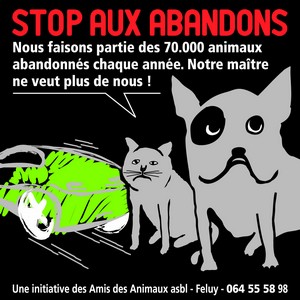 STOP AUX ABANDONS
Nous faisons partie des 70.000 animaux
abandonnés chaque année. Notre maître
ne veut plus de nous !
Une initiative des Amis des Animaux asbl - Feluy - 064 55 58 98